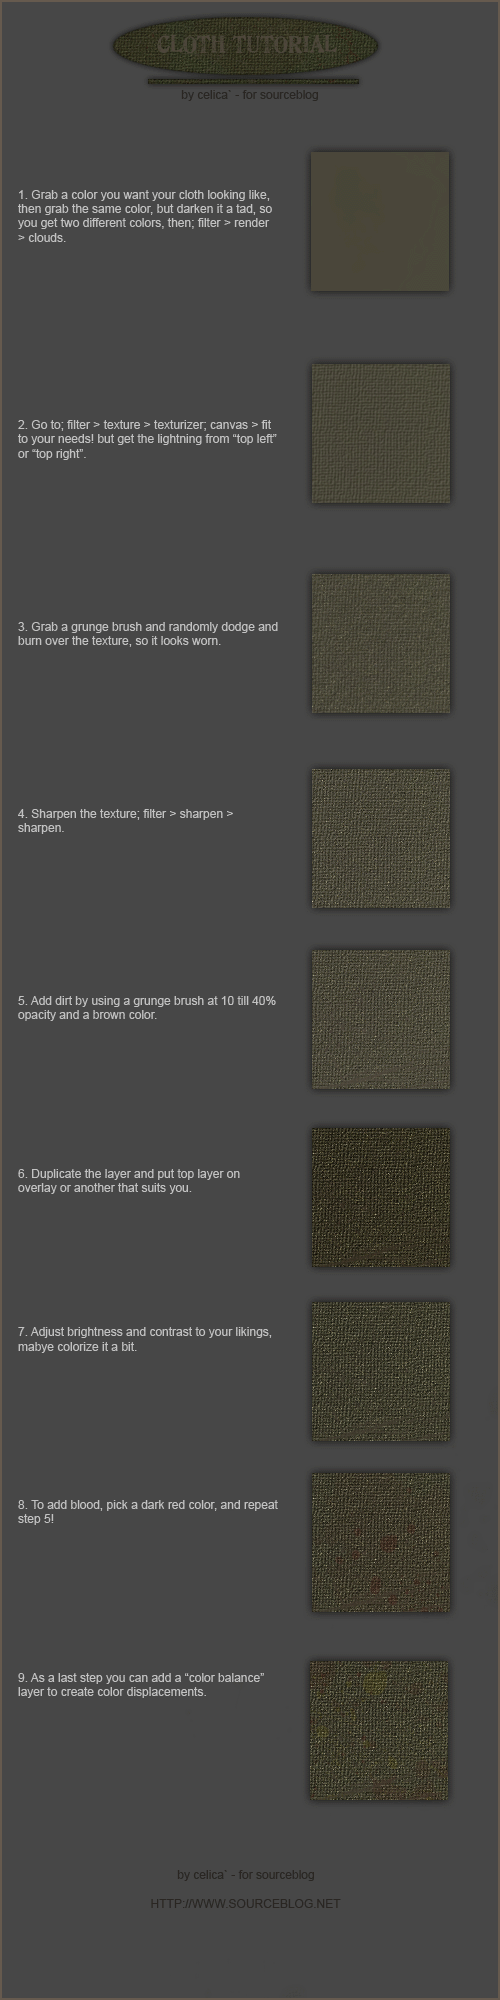 CLOTH TUTORIAL
by celica` - for sourceblog
1. Grab a color you want your cloth looking like,
then grab the same color, but darken it a tad, so
you get two different colors, then; filter > render
> clouds.
2. Go to; filter > texture > texturizer; canvas > fit
to your needs! but get the lightning from “top left”
or “top right”.
3. Grab a grunge brush and randomly dodge and
burn over the texture, so it looks worn.
4. Sharpen the texture; filter > sharpen >
sharpen.
5. Add dirt by using a grunge brush at 10 till 40%
opacity and a brown color.
6. Duplicate the layer and put top layer on
overlay or another that suits you.
7. Adjust brightness and contrast to your likings,
mabye colorize it a bit.
8. To add blood, pick a dark red color, and repeat
step 5!
9. As a last step you can add a “color balance”
layer to create color displacements.
by celica` - for sourceblog
HTTP://WWW.SOURCEBLOG.NET